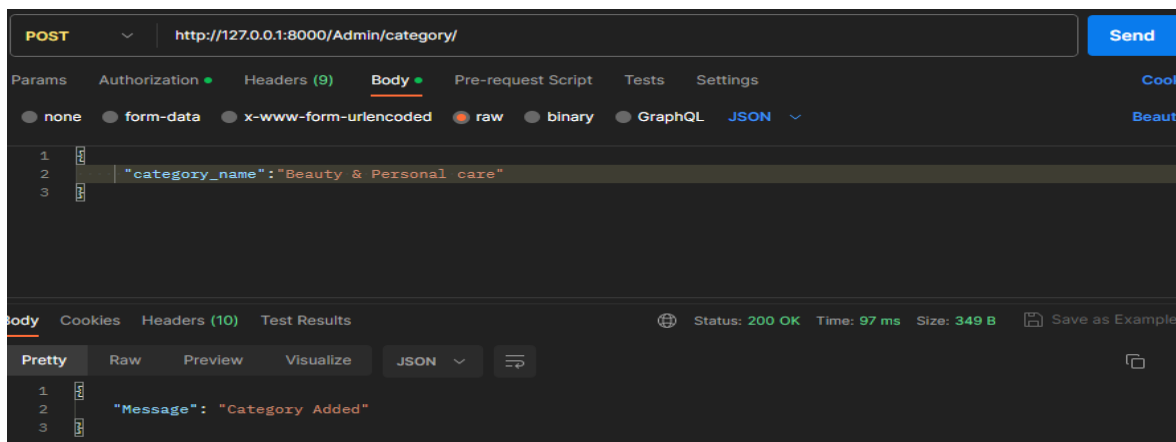 POST http://127.0.0.1:8000/Admin/category/ Send
Params Authorization Headers (9) Body Pre-request Script Tests Settings Cool
none form-data x-www-form-urlencoded raw binary GraphQL JSON Beaut
1 {
2 "category_name":"Beauty & Personal care"
3 }
Body Cookies Headers (10) Test Results Status: 200 OK Time: 97 ms Size: 349 B Save as Example
Pretty Raw Preview Visualize JSON
1 {
2 "Message": "Category Added"
3 }